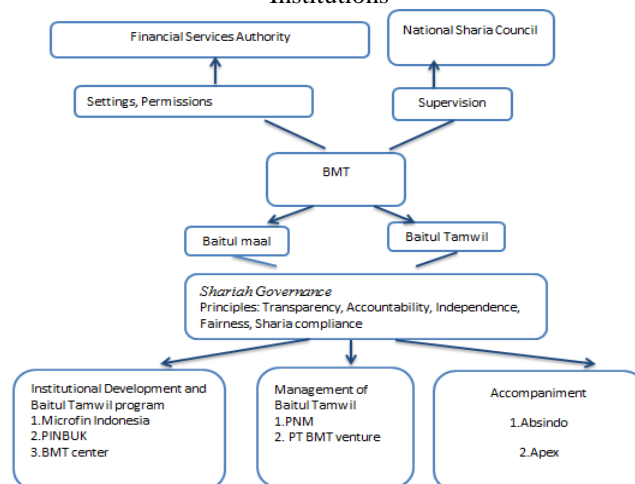 Institutions
Financial Services Authority
National Sharia Council
Settings, Permissions
Supervision
BMT
Baitul maal
Baitul Tamwil
Shariah Governance
Principles: Transparency, Accountability, Independence,
Fairness, Sharia compliance
Institutional Development and
Baitul Tamwil program
1.Microfin Indonesia
2.PINBUK
3.BMT center
Management of
Baitul Tamwil
1.PNM
2. PT BMT venture
Accompaniment
1.Absindo
2.Apex